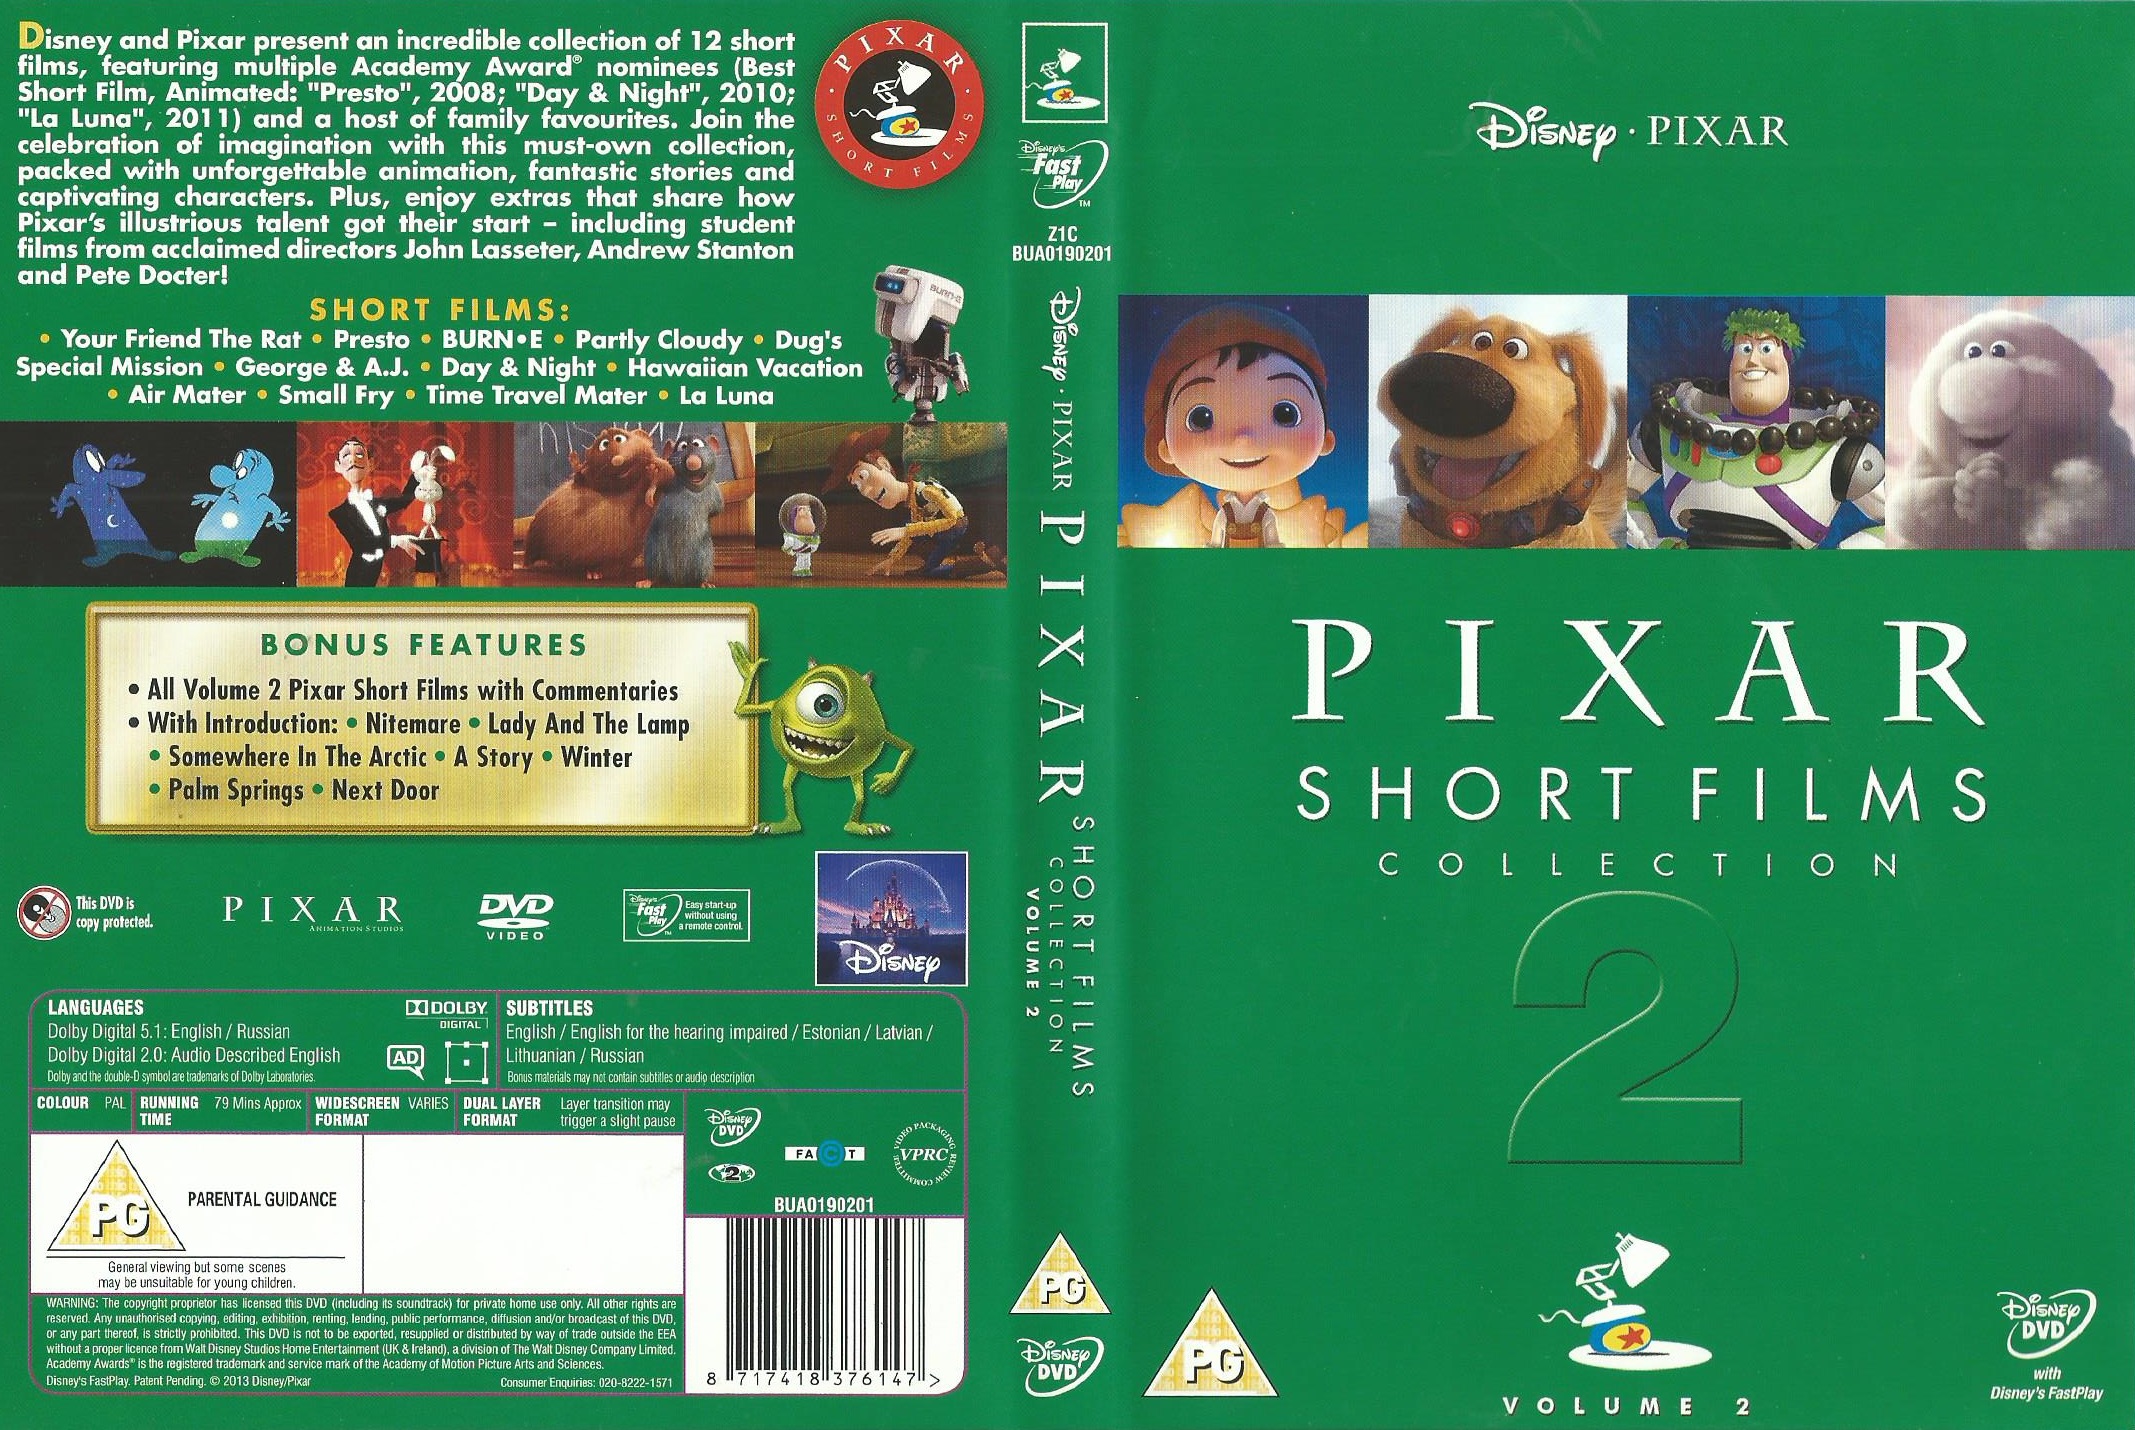 Disney and Pixar present an incredible collection of 12 short
films, featuring multiple Academy Award® nominees (Best
Short Film, Animated: "Presto", 2008; "Day & Night", 2010;
"La Luna", 2011) and a host of family favourites. Join the
celebration of imagination with this must-own collection,
packed with unforgettable animation, fantastic stories and
captivating characters. Plus, enjoy extras that share how
Pixar's illustrious talent got their start – including student
films from acclaimed directors John Lasseter, Andrew Stanton
and Pete Docter!
PIXAR
SHORT FILMS
SHORT FILMS:
• Your Friend The Rat • Presto • BURN•E • Partly Cloudy • Dug's
Special Mission • George & A.J. • Day & Night • Hawaiian Vacation
• Air Mater • Small Fry • Time Travel Mater • La Luna
BURN-E
BONUS FEATURES
• All Volume 2 Pixar Short Films with Commentaries
• With Introduction: • Nitemare • Lady And The Lamp
• Somewhere In The Arctic • A Story • Winter
• Palm Springs • Next Door
This DVD is
copy protected.
PIXAR
ANIMATION STUDIOS
DVD
VIDEO
Disney's
Fast
Play
TM
Easy start-up
without using
a remote control.
Disney
LANGUAGES
Dolby Digital 5.1: English / Russian
Dolby Digital 2.0: Audio Described English
Dolby and the double-D symbol are trademarks of Dolby Laboratories.
DOLBY
DIGITAL
AD
SUBTITLES
English / English for the hearing impaired / Estonian / Latvian /
Lithuanian / Russian
Bonus materials may not contain subtitles or audio description
COLOUR PAL
RUNNING TIME 79 Mins Approx
WIDESCREEN FORMAT VARIES
DUAL LAYER FORMAT
Layer transition may
trigger a slight pause
PG
PARENTAL GUIDANCE
General viewing but some scenes
may be unsuitable for young children.
Disney
DVD
2
FACT
VIDEO PACKAGING REVIEW COMMITTEE
VPRC
BUA0190201
8 717418 376147 >
WARNING: The copyright proprietor has licensed this DVD (including its soundtrack) for private home use only. All other rights are
reserved. Any unauthorised copying, editing, exhibition, renting, lending, public performance, diffusion and/or broadcast of this DVD,
or any part thereof, is strictly prohibited. This DVD is not to be exported, resupplied or distributed by way of trade outside the EEA
without a proper licence from Walt Disney Studios Home Entertainment (UK & Ireland), a division of The Walt Disney Company Limited.
Academy Awards® is the registered trademark and service mark of the Academy of Motion Picture Arts and Sciences.
Disney's FastPlay. Patent Pending. © 2013 Disney/Pixar
Consumer Enquiries: 020-8222-1571
Disney's
Fast
Play
TM
Z1C
BUA0190201
Disney · PIXAR
PIXAR
SHORT FILMS
COLLECTION
VOLUME 2
PG
Disney
DVD
Disney · PIXAR
PIXAR
SHORT FILMS
COLLECTION
2
PG
VOLUME 2
Disney
DVD
with
Disney's FastPlay